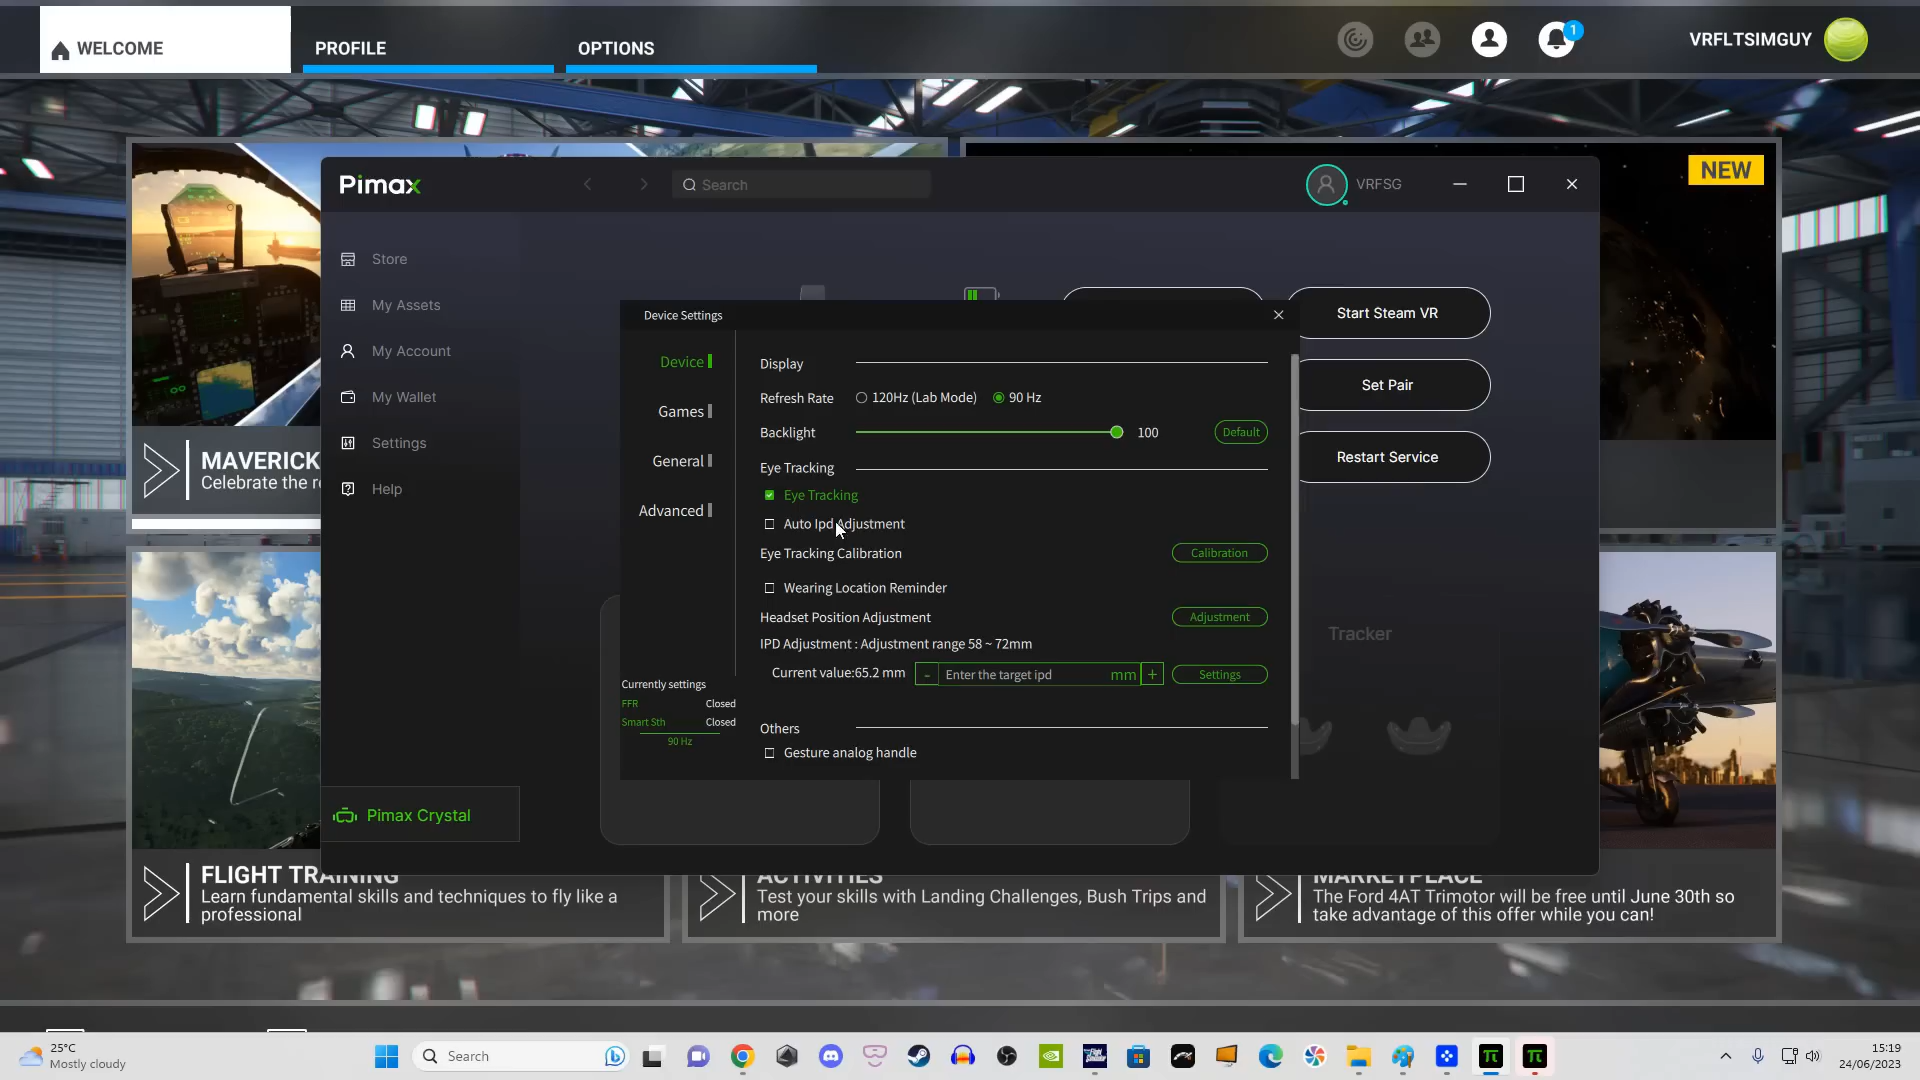 WELCOME
PROFILE
OPTIONS
1
VRFLTSIMGUY
NEW
Pimax
Search
VRFSG
Store
My Assets
My Account
My Wallet
Settings
Help
Pimax Crystal
Start Steam VR
Set Pair
Restart Service
Tracker
Device Settings
Device
Games
General
Advanced
Currently settings
FFR Closed
Smart Sth Closed
90 Hz
Display
Refresh Rate 120Hz (Lab Mode) 90 Hz
Backlight 100 Default
Eye Tracking
Eye Tracking
Auto Ipd Adjustment
Eye Tracking Calibration Calibration
Wearing Location Reminder
Headset Position Adjustment Adjustment
IPD Adjustment : Adjustment range 58 ~ 72mm
Current value:65.2 mm - Enter the target ipd mm + Settings
Others
Gesture analog handle
MAVERICK
Celebrate the r
FLIGHT TRAINING
Learn fundamental skills and techniques to fly like a
professional
ACTIVITIES
Test your skills with Landing Challenges, Bush Trips and
more
MARKETPLACE
The Ford 4AT Trimotor will be free until June 30th so
take advantage of this offer while you can!
25°C
Mostly cloudy
Search
15:19
24/06/2023